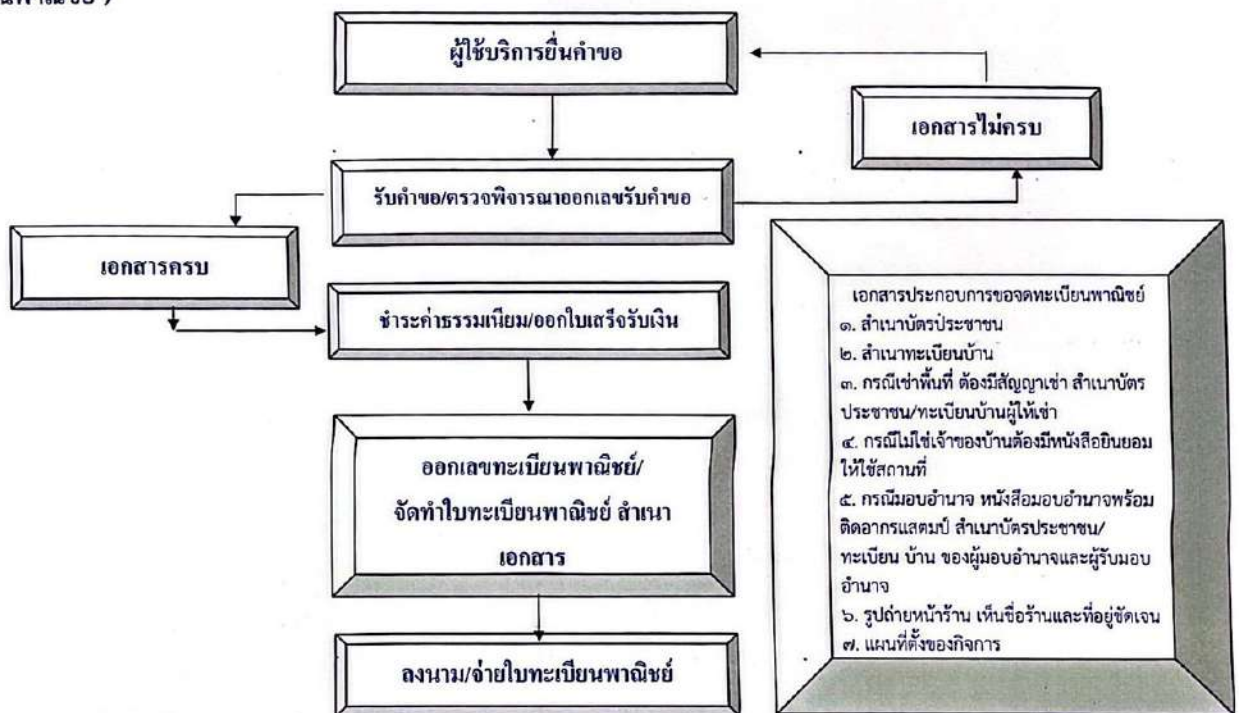 ผู้ใช้บริการยื่นคำขอ
เอกสารไม่ครบ
รับคำขอ/ตรวจพิจารณาออกเลขรับคำขอ
เอกสารครบ
ชำระค่าธรรมเนียม/ออกใบเสร็จรับเงิน
ออกเลขทะเบียนพาณิชย์/
จัดทำใบทะเบียนพาณิชย์ สำเนา
เอกสาร
ลงนาม/จ่ายใบทะเบียนพาณิชย์
เอกสารประกอบการขอจดทะเบียนพาณิชย์
๑. สำเนาบัตรประชาชน
๒. สำเนาทะเบียนบ้าน
๓. กรณีเช่าพื้นที่ ต้องมีสัญญาเช่า สำเนาบัตร
ประชาชน/ทะเบียนบ้านผู้ให้เช่า
๔. กรณีไม่ใช่เจ้าของบ้านต้องมีหนังสือยินยอม
ให้ใช้สถานที่
๕. กรณีมอบอำนาจ หนังสือมอบอำนาจพร้อม
ติดอากรแสตมป์ สำเนาบัตรประชาชน/
ทะเบียน บ้าน ของผู้มอบอำนาจและผู้รับมอบ
อำนาจ
๖. รูปถ่ายหน้าร้าน เห็นชื่อร้านและที่อยู่ชัดเจน
๗. แผนที่ตั้งของกิจการ